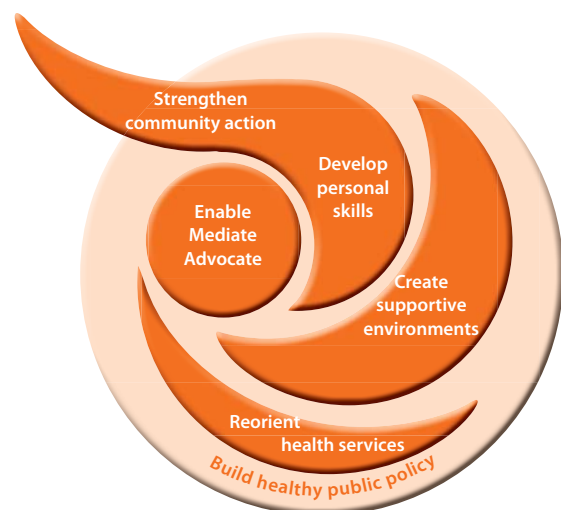 Strengthen
community action
Develop
personal
skills
Enable
Mediate
Advocate
Create
supportive
environments
Reorient
health services
Build healthy public policy